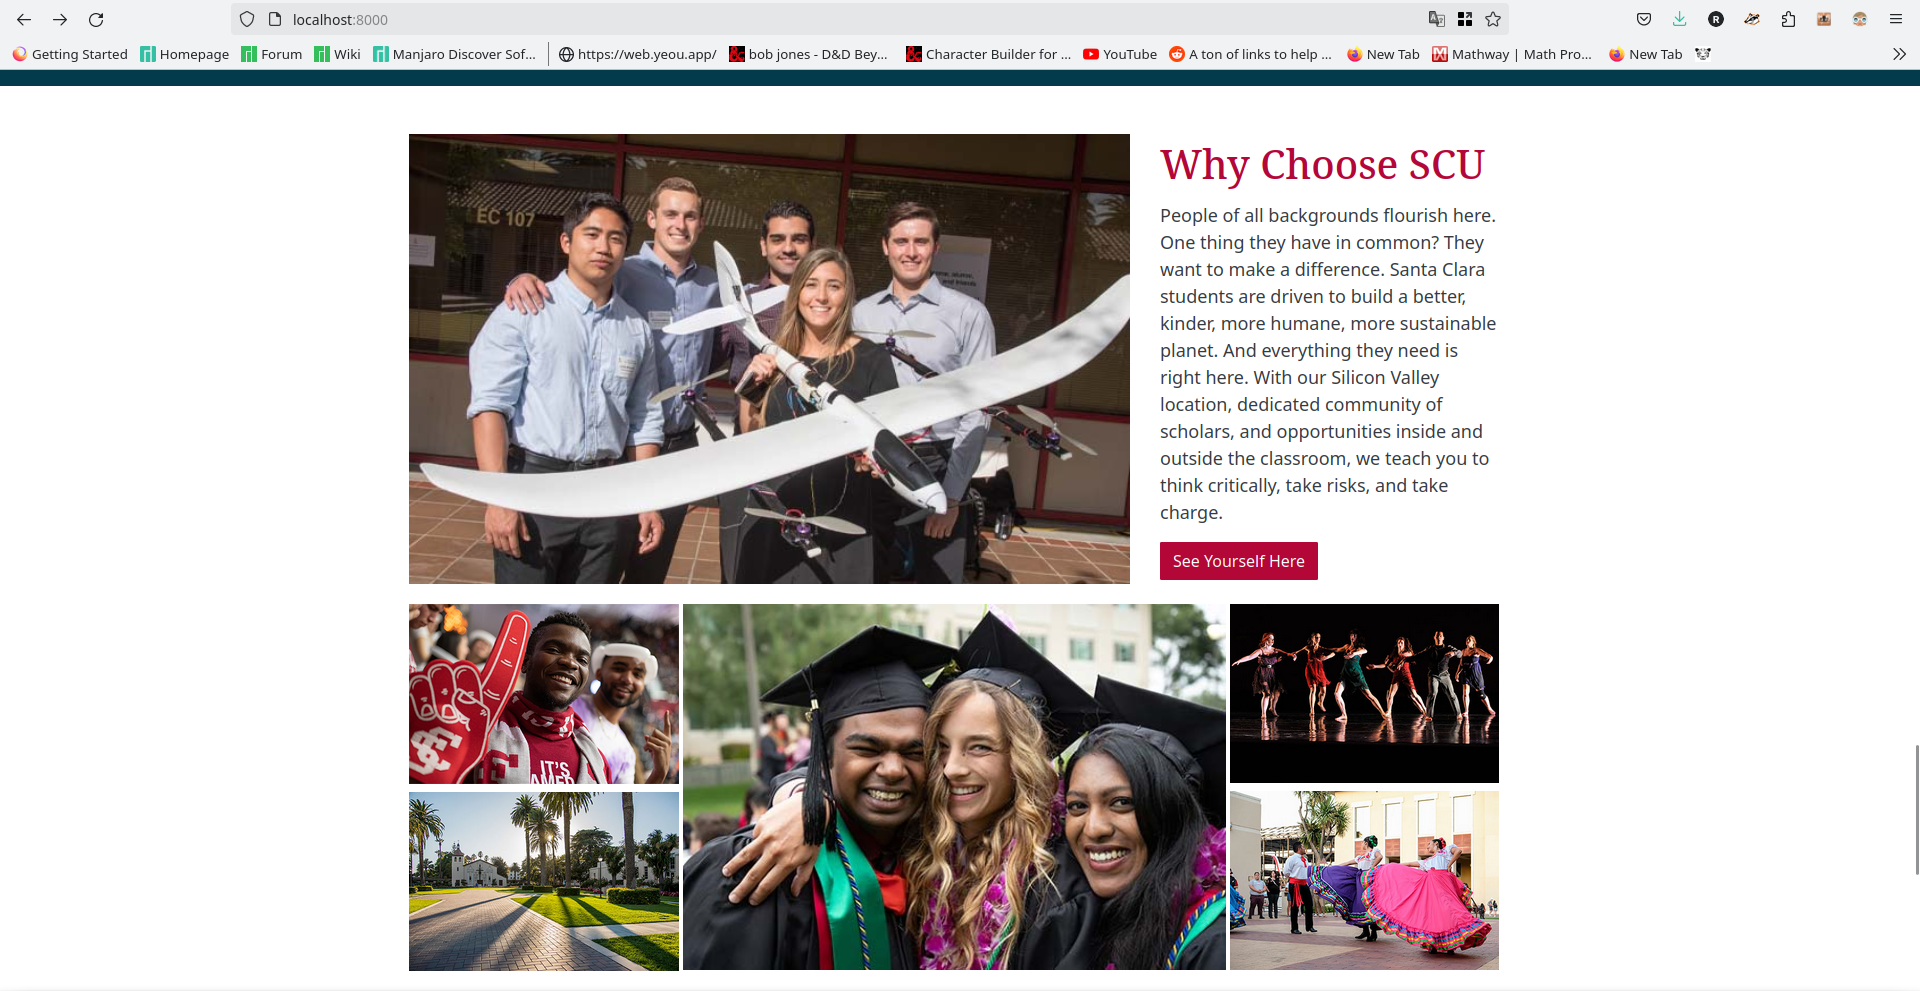 localhost:8000
Getting Started Homepage Forum Wiki Manjaro Discover Sof... https://web.yeou.app/ bob jones - D&D Bey... Character Builder for ... YouTube A ton of links to help ... New Tab Mathway | Math Pro... New Tab
EC 107
Why Choose SCU
People of all backgrounds flourish here.
One thing they have in common? They
want to make a difference. Santa Clara
students are driven to build a better,
kinder, more humane, more sustainable
planet. And everything they need is
right here. With our Silicon Valley
location, dedicated community of
scholars, and opportunities inside and
outside the classroom, we teach you to
think critically, take risks, and take
charge.
See Yourself Here
IT'S